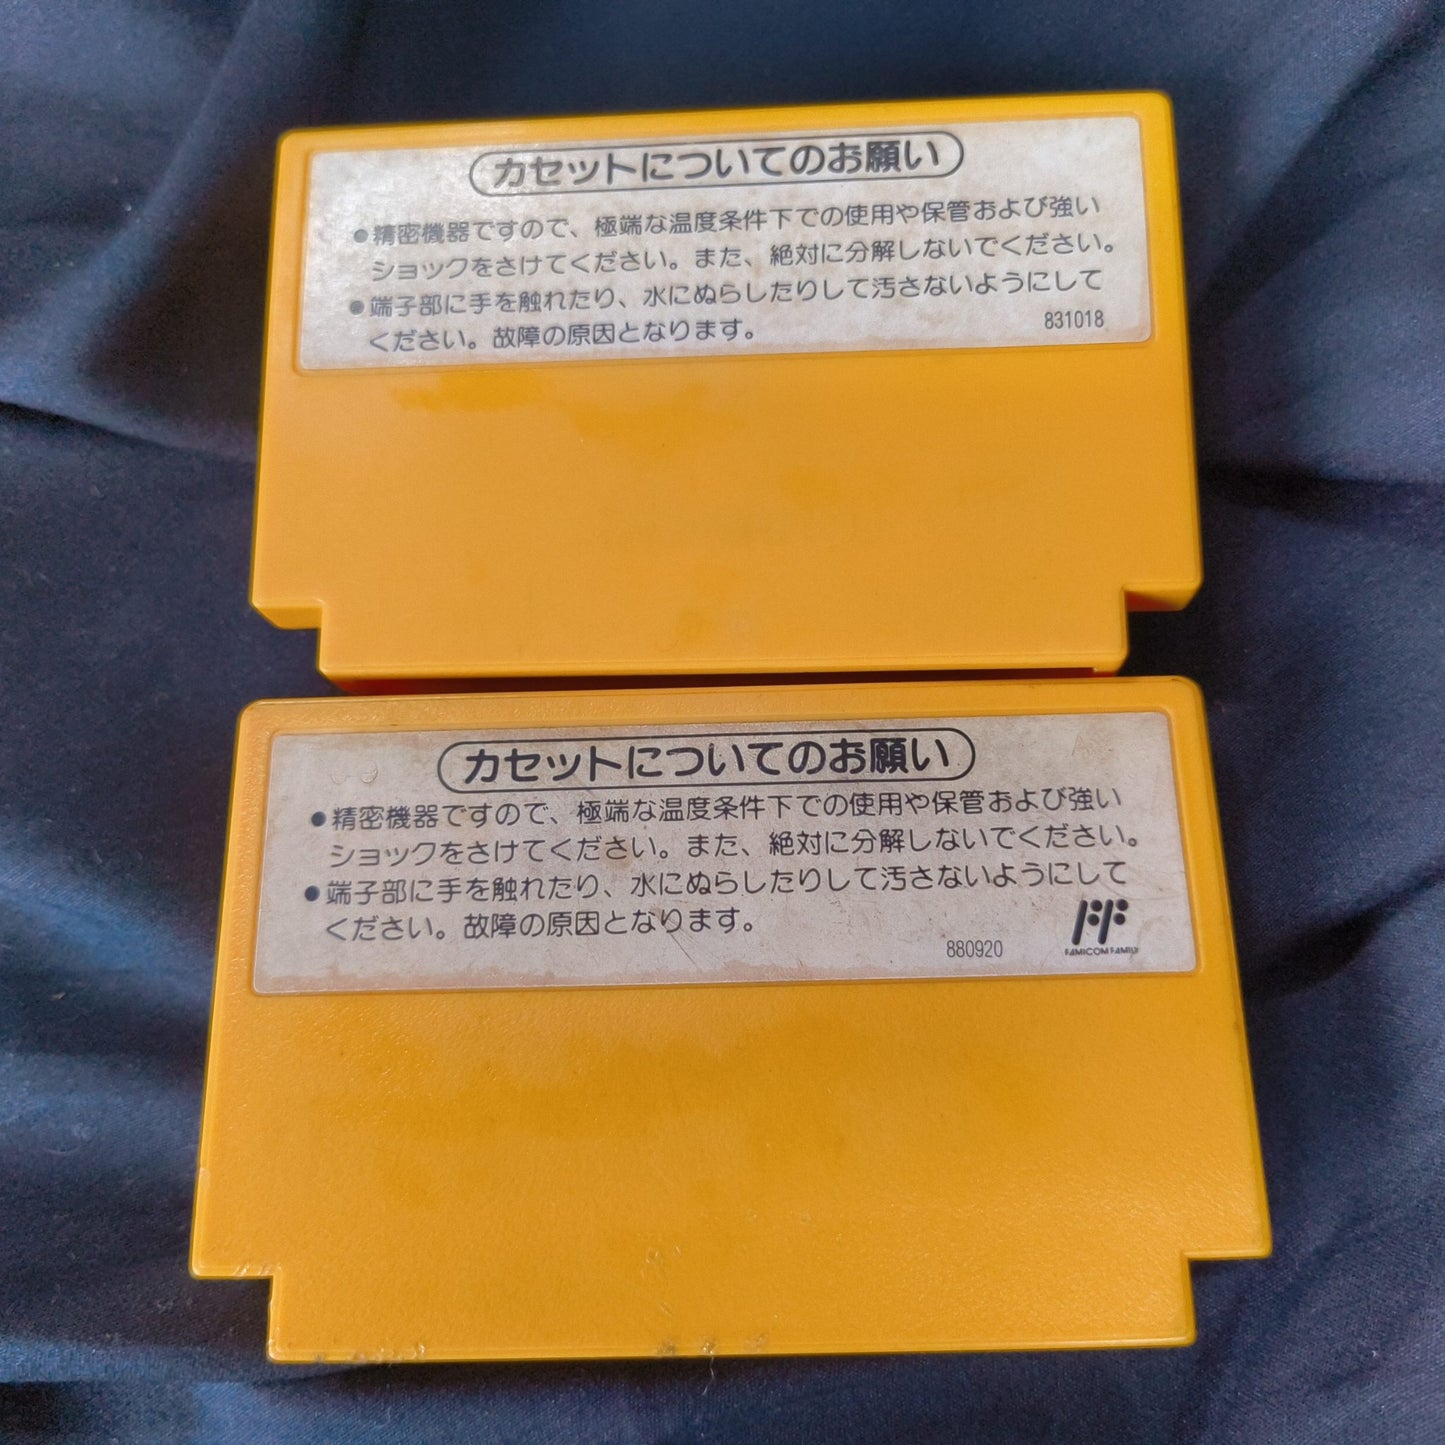 カセットについてのお願い
●精密機器ですので、極端な温度条件下での使用や保管および強い
ショックをさけてください。また、絶対に分解しないでください。
●端子部に手を触れたり、水にぬらしたりして汚さないようにして
ください。故障の原因となります。
831018
カセットについてのお願い
●精密機器ですので、極端な温度条件下での使用や保管および強い
ショックをさけてください。また、絶対に分解しないでください。
●端子部に手を触れたり、水にぬらしたりして汚さないようにして
ください。故障の原因となります。
880920
FF
FAMICOM FAMILY